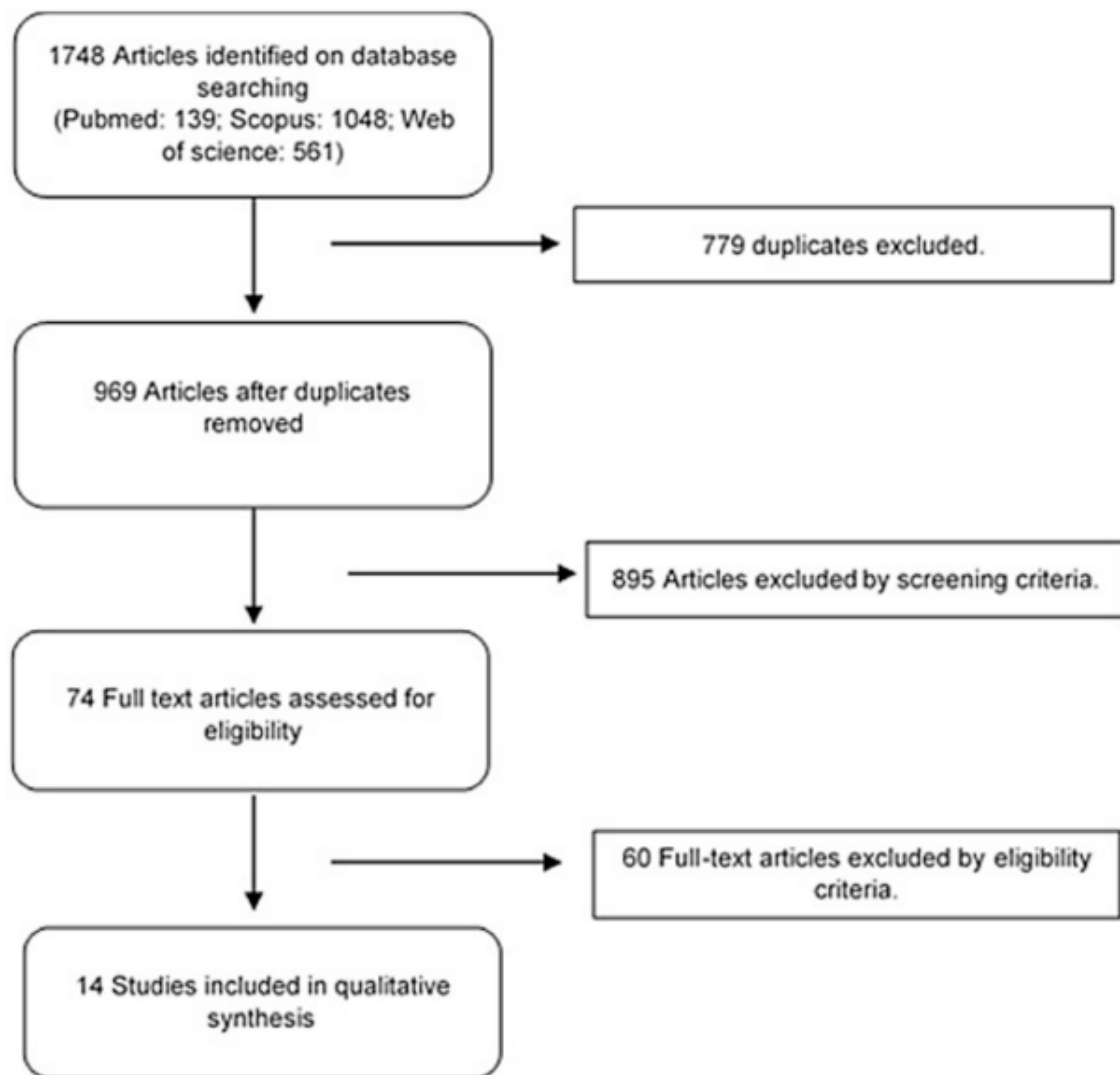 1748 Articles identified on database
searching
(Pubmed: 139; Scopus: 1048; Web
of science: 561)
779 duplicates excluded.
969 Articles after duplicates
removed
895 Articles excluded by screening criteria.
74 Full text articles assessed for
eligibility
60 Full-text articles excluded by eligibility
criteria.
14 Studies included in qualitative
synthesis